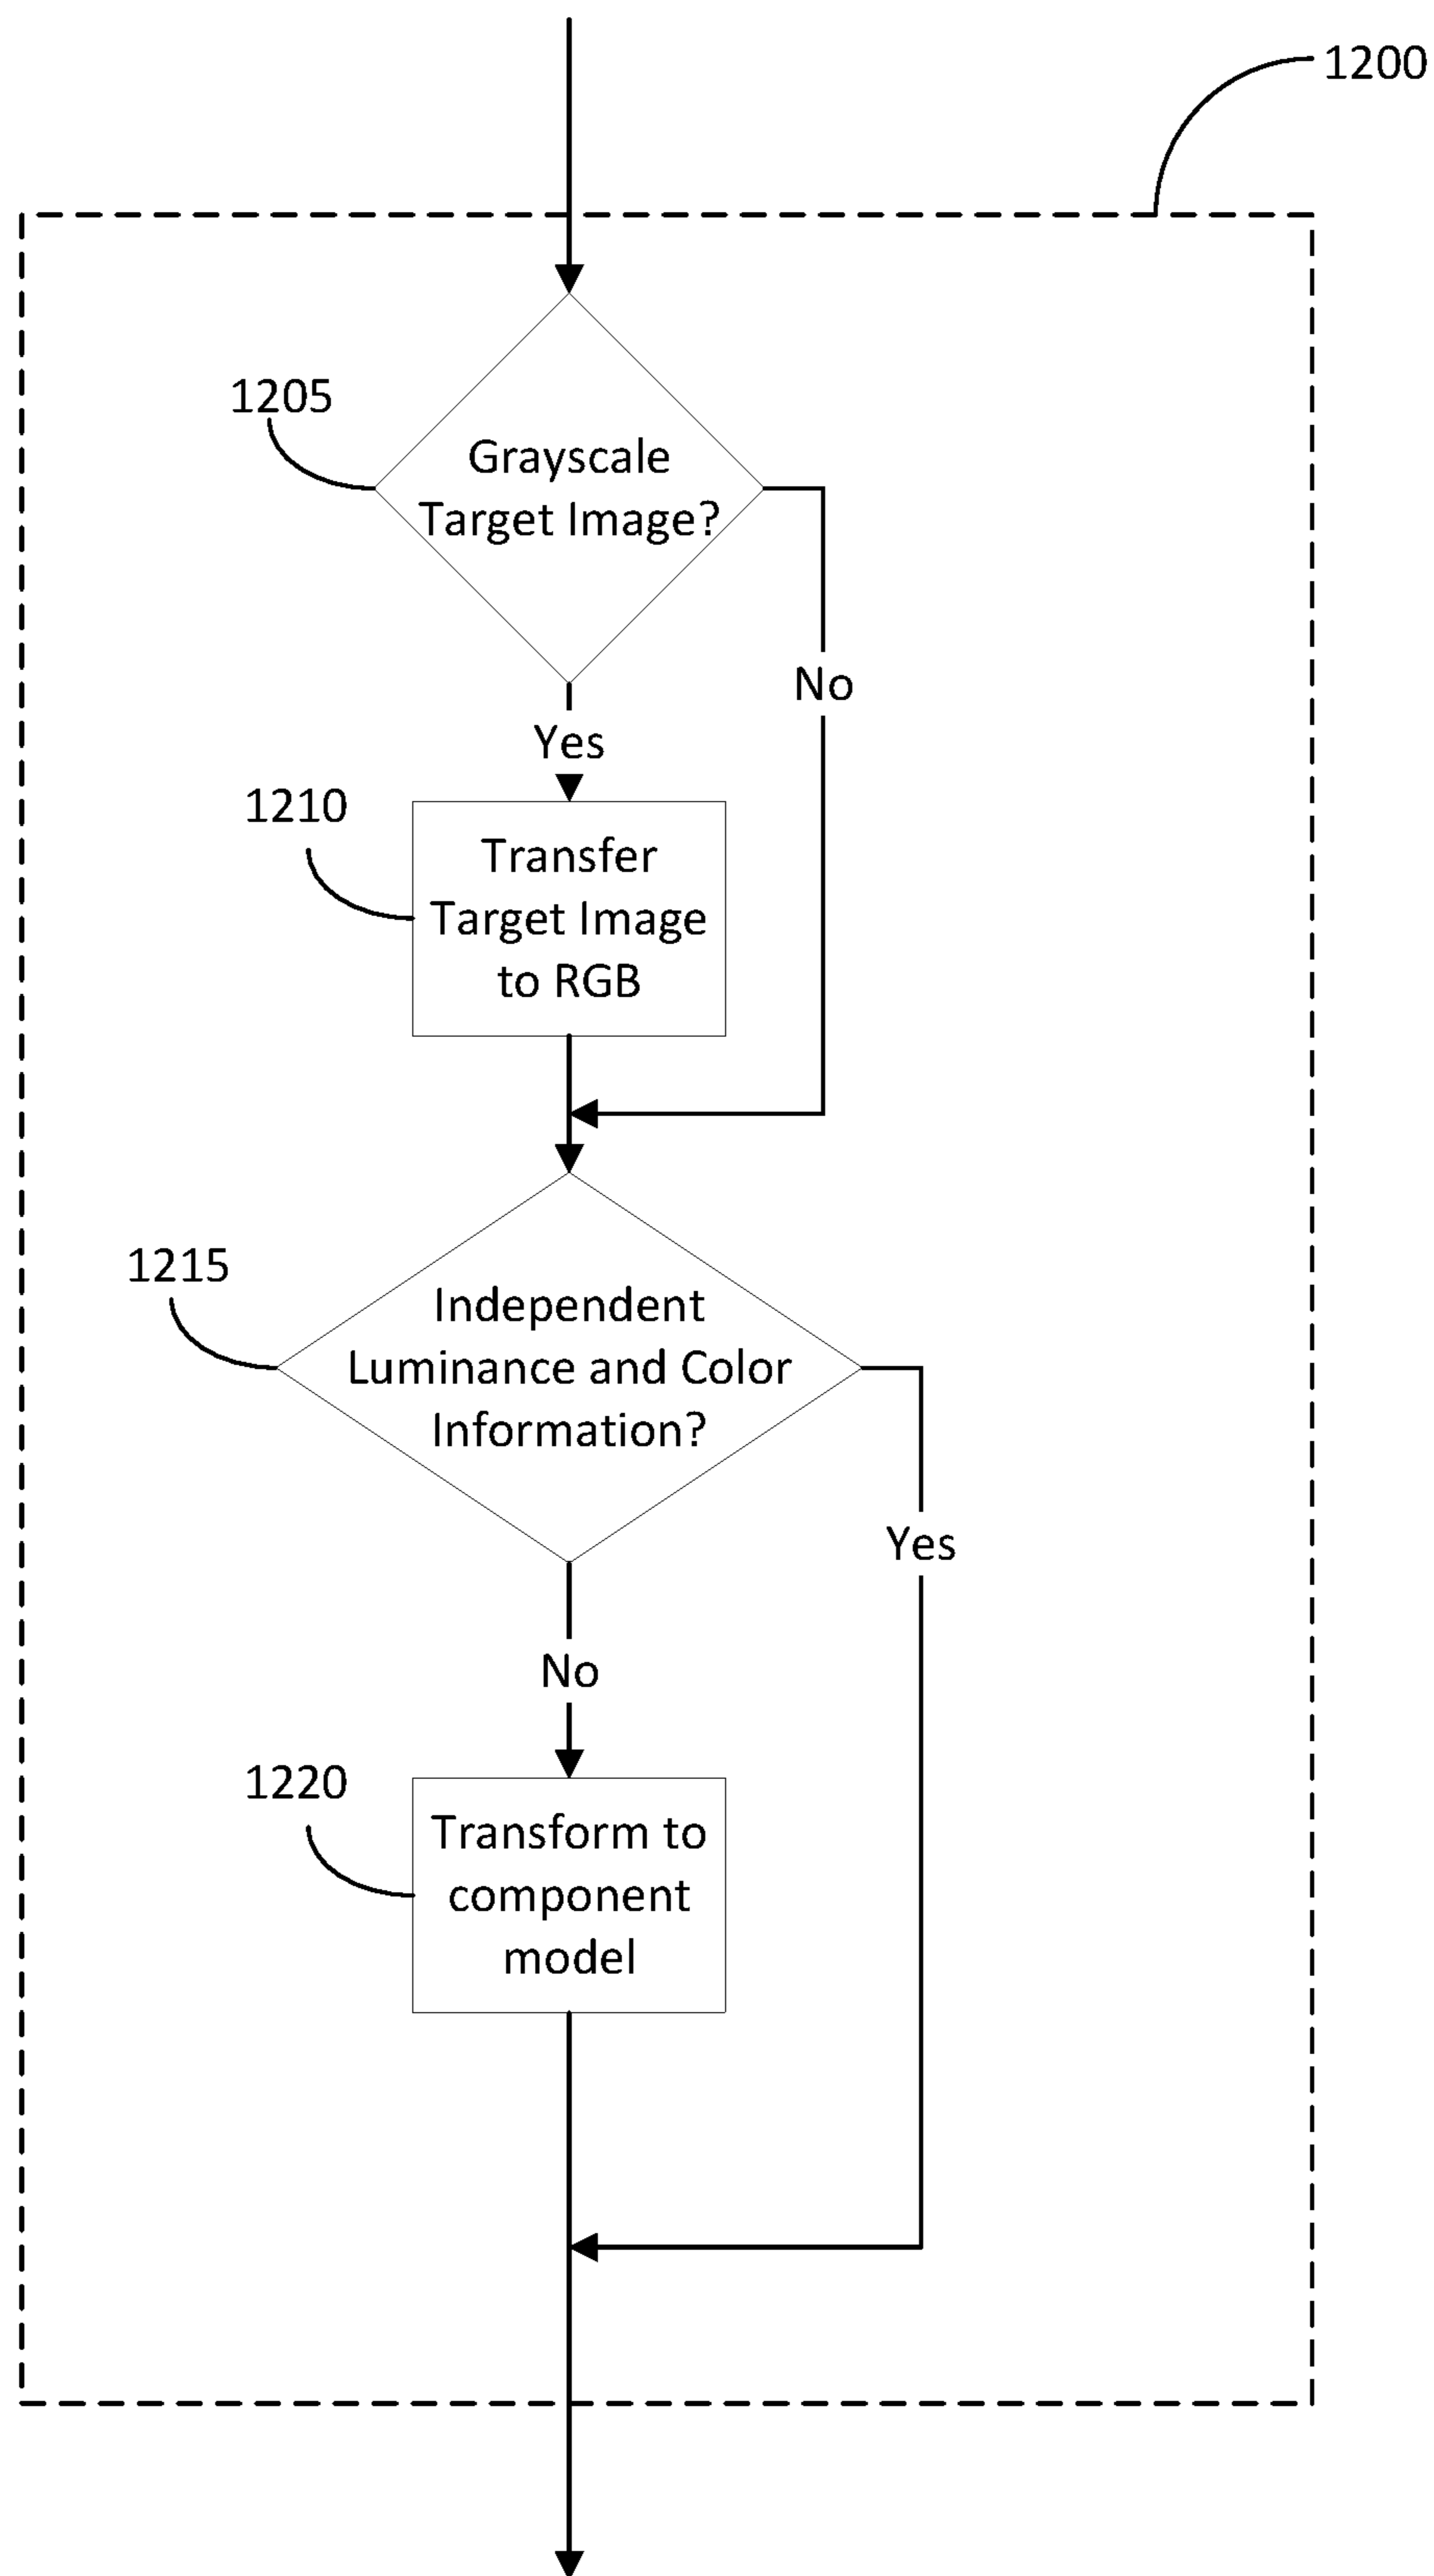 1200
1205
Grayscale
Target Image?
No
Yes
1210
Transfer
Target Image
to RGB
1215
Independent
Luminance and Color
Information?
Yes
No
1220
Transform to
component
model